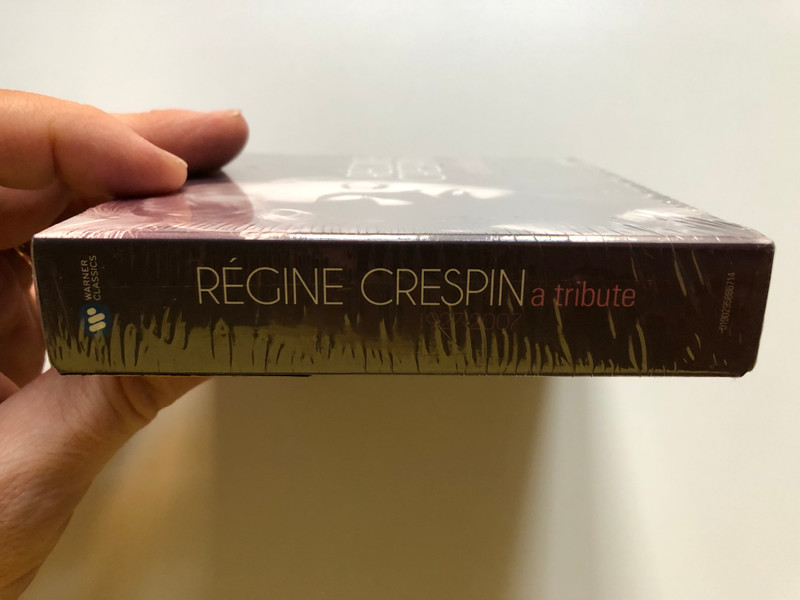 WARNER
CLASSICS
RÉGINE CRESPIN a tribute
1927-2007